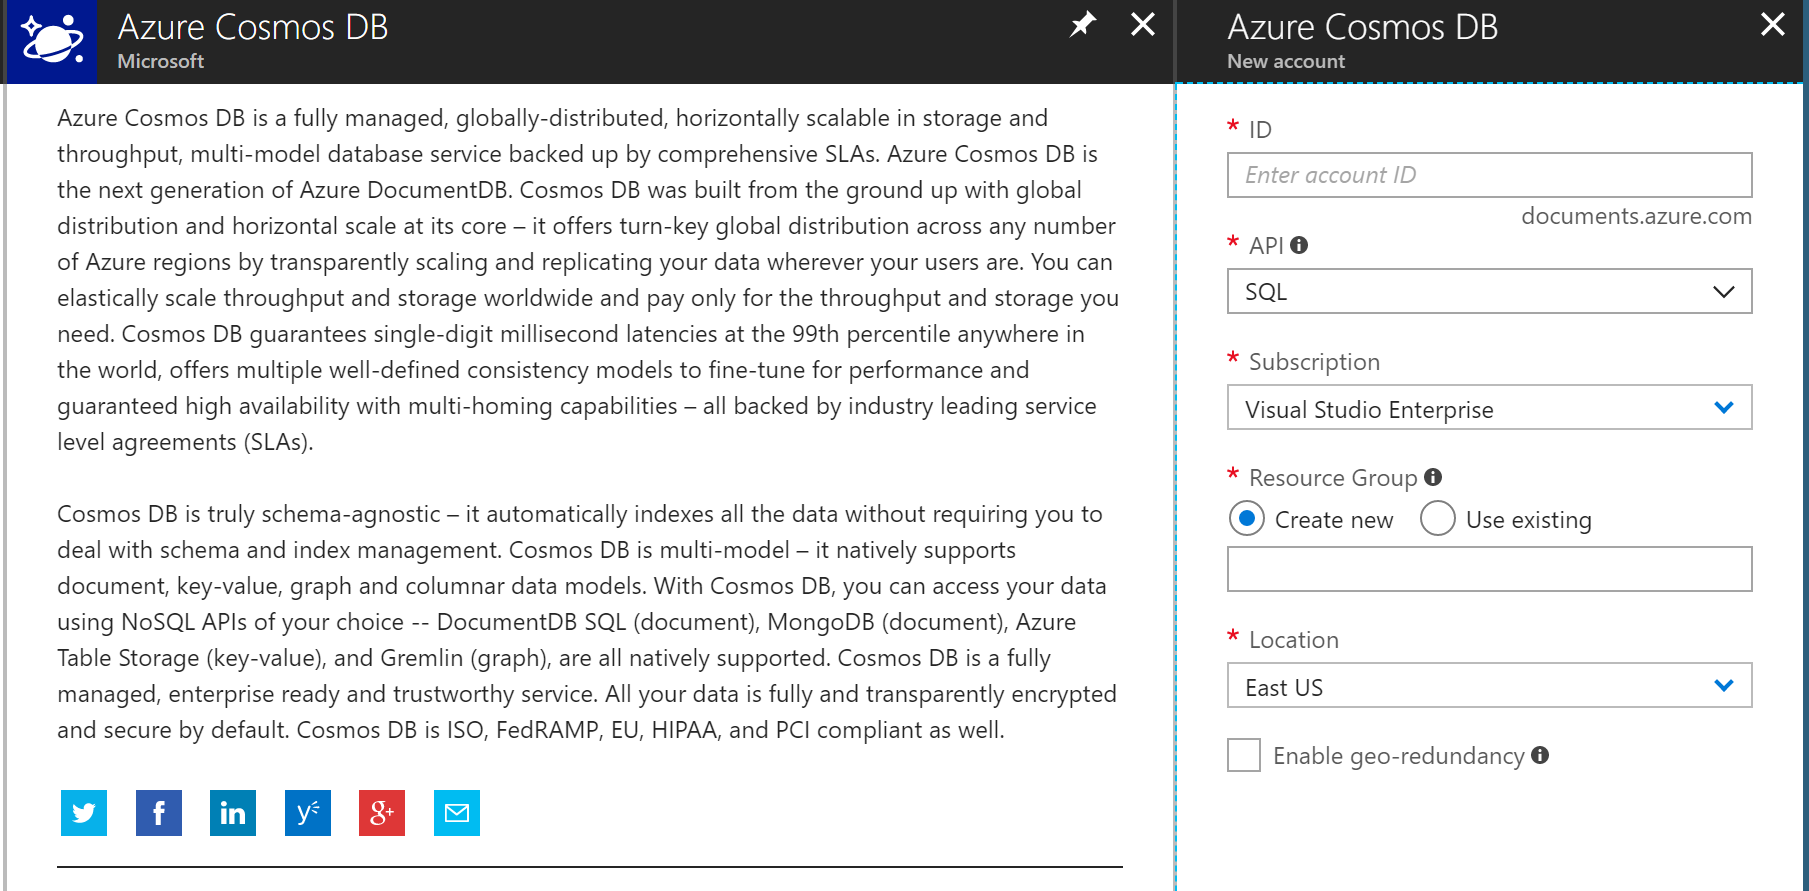 Azure Cosmos DB
Microsoft
Azure Cosmos DB is a fully managed, globally-distributed, horizontally scalable in storage and
throughput, multi-model database service backed up by comprehensive SLAs. Azure Cosmos DB is
the next generation of Azure DocumentDB. Cosmos DB was built from the ground up with global
distribution and horizontal scale at its core – it offers turn-key global distribution across any number
of Azure regions by transparently scaling and replicating your data wherever your users are. You can
elastically scale throughput and storage worldwide and pay only for the throughput and storage you
need. Cosmos DB guarantees single-digit millisecond latencies at the 99th percentile anywhere in
the world, offers multiple well-defined consistency models to fine-tune for performance and
guaranteed high availability with multi-homing capabilities – all backed by industry leading service
level agreements (SLAs).
Cosmos DB is truly schema-agnostic – it automatically indexes all the data without requiring you to
deal with schema and index management. Cosmos DB is multi-model – it natively supports
document, key-value, graph and columnar data models. With Cosmos DB, you can access your data
using NoSQL APIs of your choice -- DocumentDB SQL (document), MongoDB (document), Azure
Table Storage (key-value), and Gremlin (graph), are all natively supported. Cosmos DB is a fully
managed, enterprise ready and trustworthy service. All your data is fully and transparently encrypted
and secure by default. Cosmos DB is ISO, FedRAMP, EU, HIPAA, and PCI compliant as well.
Azure Cosmos DB
New account
* ID
Enter account ID
documents.azure.com
* API
SQL
* Subscription
Visual Studio Enterprise
* Resource Group
Create new Use existing
* Location
East US
Enable geo-redundancy